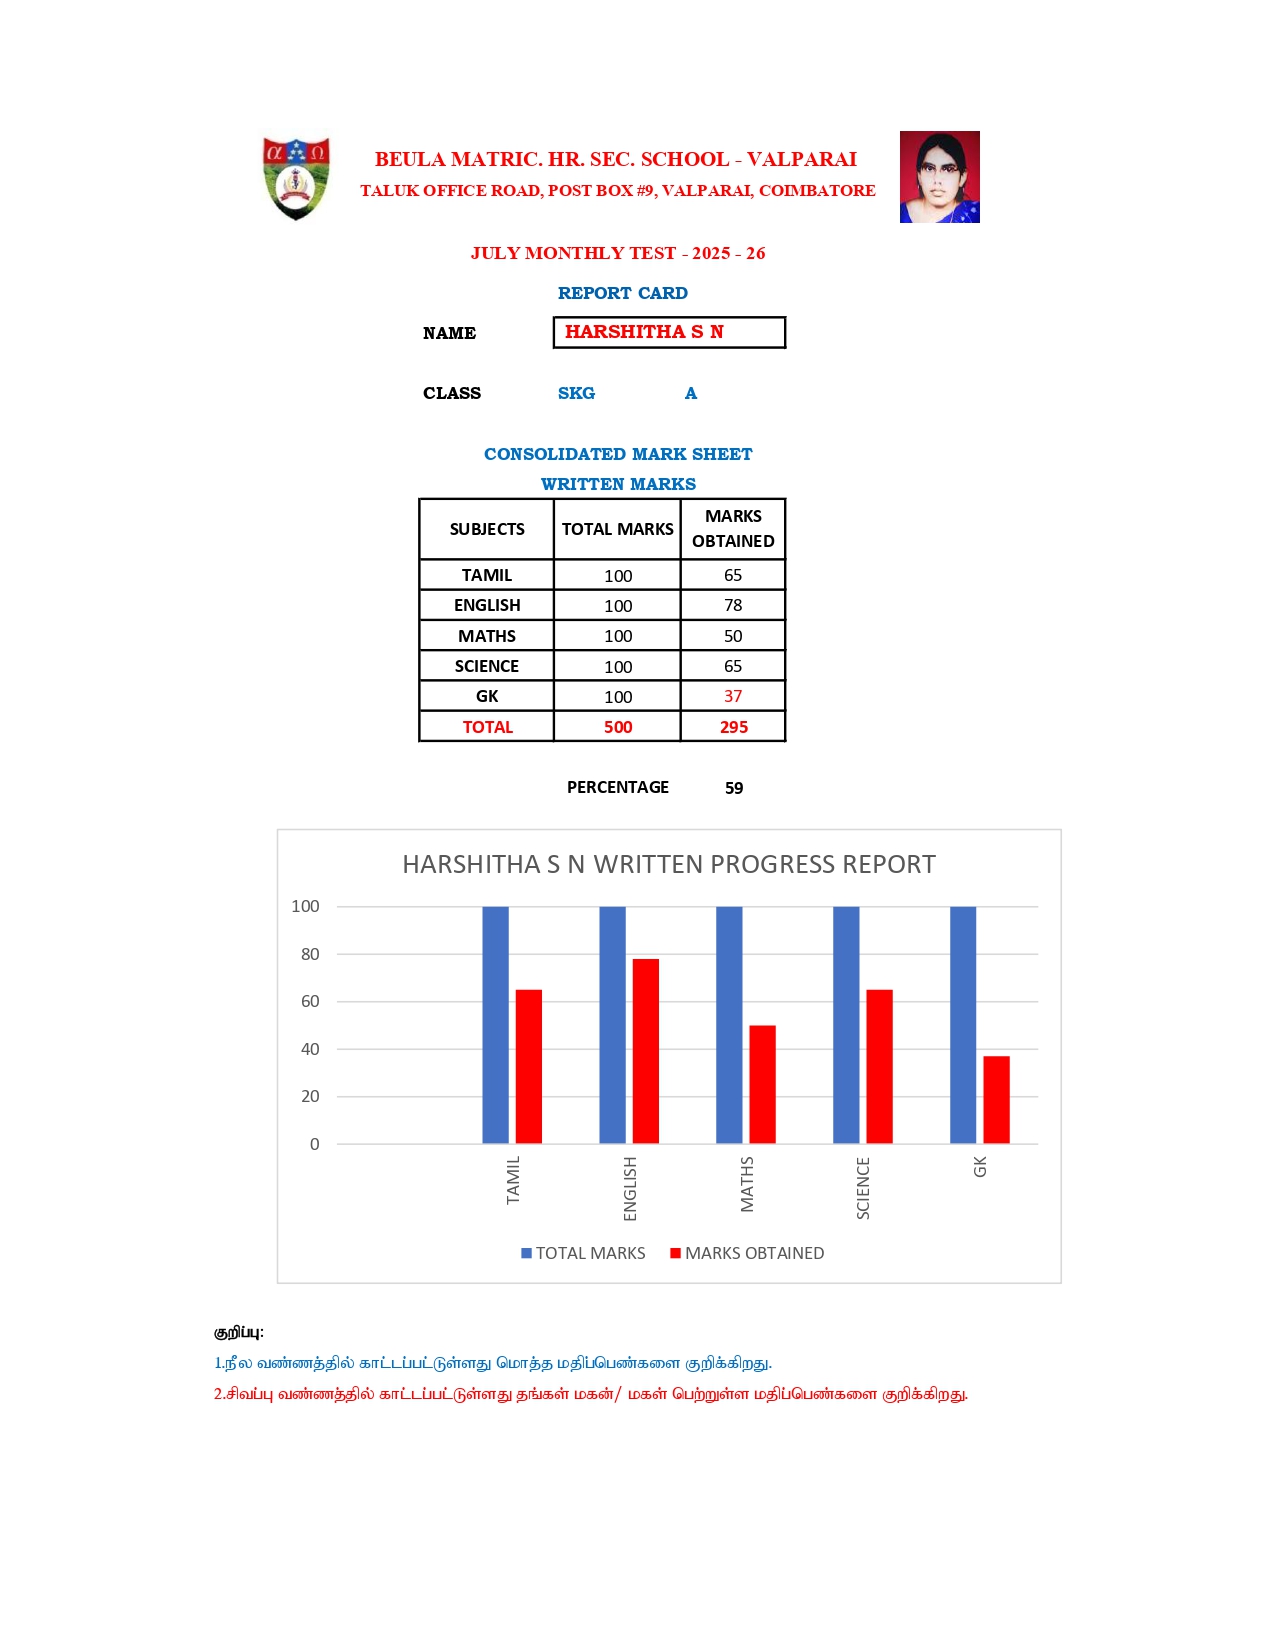 α Ω
BEULA MATRIC. HR. SEC. SCHOOL - VALPARAI
TALUK OFFICE ROAD, POST BOX #9, VALPARAI, COIMBATORE
JULY MONTHLY TEST - 2025 - 26
REPORT CARD
NAME HARSHITHA S N
CLASS SKG A
CONSOLIDATED MARK SHEET
WRITTEN MARKS
SUBJECTS TOTAL MARKS MARKS OBTAINED
TAMIL 100 65
ENGLISH 100 78
MATHS 100 50
SCIENCE 100 65
GK 100 37
TOTAL 500 295
PERCENTAGE 59
HARSHITHA S N WRITTEN PROGRESS REPORT
100
80
60
40
20
0
TAMIL ENGLISH MATHS SCIENCE GK
TOTAL MARKS MARKS OBTAINED
குறிப்பு:
1.நீல வண்ணத்தில் காட்டப்பட்டுள்ளது மொத்த மதிப்பெண்களை குறிக்கிறது.
2.சிவப்பு வண்ணத்தில் காட்டப்பட்டுள்ளது தங்கள் மகன்/ மகள் பெற்றுள்ள மதிப்பெண்களை குறிக்கிறது.